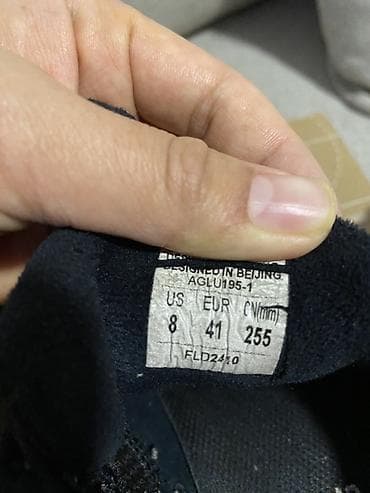 DESIGNED IN BEIJING
AGLU195-1
US EUR CN(mm)
8 41 255
FLD2410